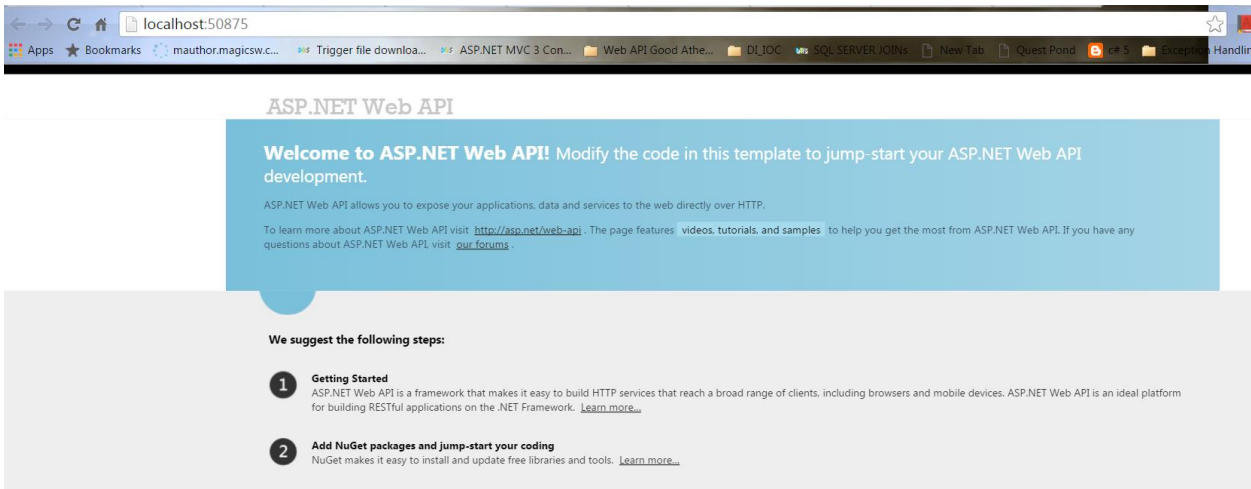 localhost:50875
Apps Bookmarks mauthor.magicsw.c... Trigger file downloa... ASP.NET MVC 3 Con... Web API Good Athe... DI_IOC SQL SERVER JOINs New Tab Quest Pond c# 5 Exception Handlin
ASP.NET Web API
Welcome to ASP.NET Web API! Modify the code in this template to jump-start your ASP.NET Web API
development.
ASP.NET Web API allows you to expose your applications, data and services to the web directly over HTTP.
To learn more about ASP.NET Web API visit http://asp.net/web-api . The page features videos, tutorials, and samples to help you get the most from ASP.NET Web API. If you have any
questions about ASP.NET Web API, visit our forums .
We suggest the following steps:
1 Getting Started
ASP.NET Web API is a framework that makes it easy to build HTTP services that reach a broad range of clients, including browsers and mobile devices. ASP.NET Web API is an ideal platform
for building RESTful applications on the .NET Framework. Learn more...
2 Add NuGet packages and jump-start your coding
NuGet makes it easy to install and update free libraries and tools. Learn more...